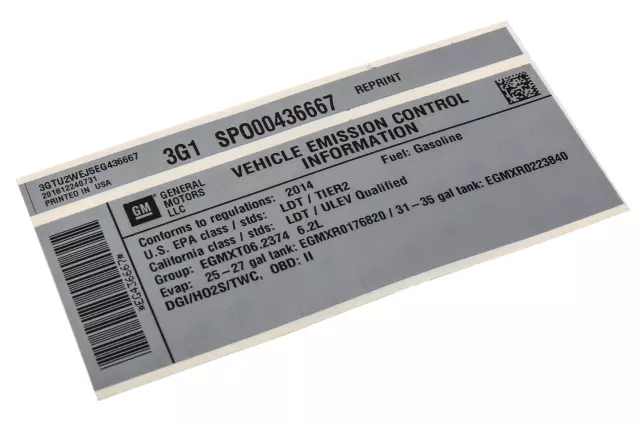 3GTU2WEJ5EG436667
201812240731
PRINTED IN USA
3G1 SP000436667
REPRINT
GM
GENERAL
MOTORS
LLC
VEHICLE EMISSION CONTROL
INFORMATION
Conforms to regulations: 2014
Fuel: Gasoline
U.S. EPA class / stds: LDT / TIER2
California class / stds: LDT / ULEV Qualified
Group: EGMXT06.2374 6.2L
Evap: 25-27 gal tank: EGMXR0176820 / 31-35 gal tank: EGMXR0223840
DGI/HO2S/TWC, OBD: II
*EG436667*